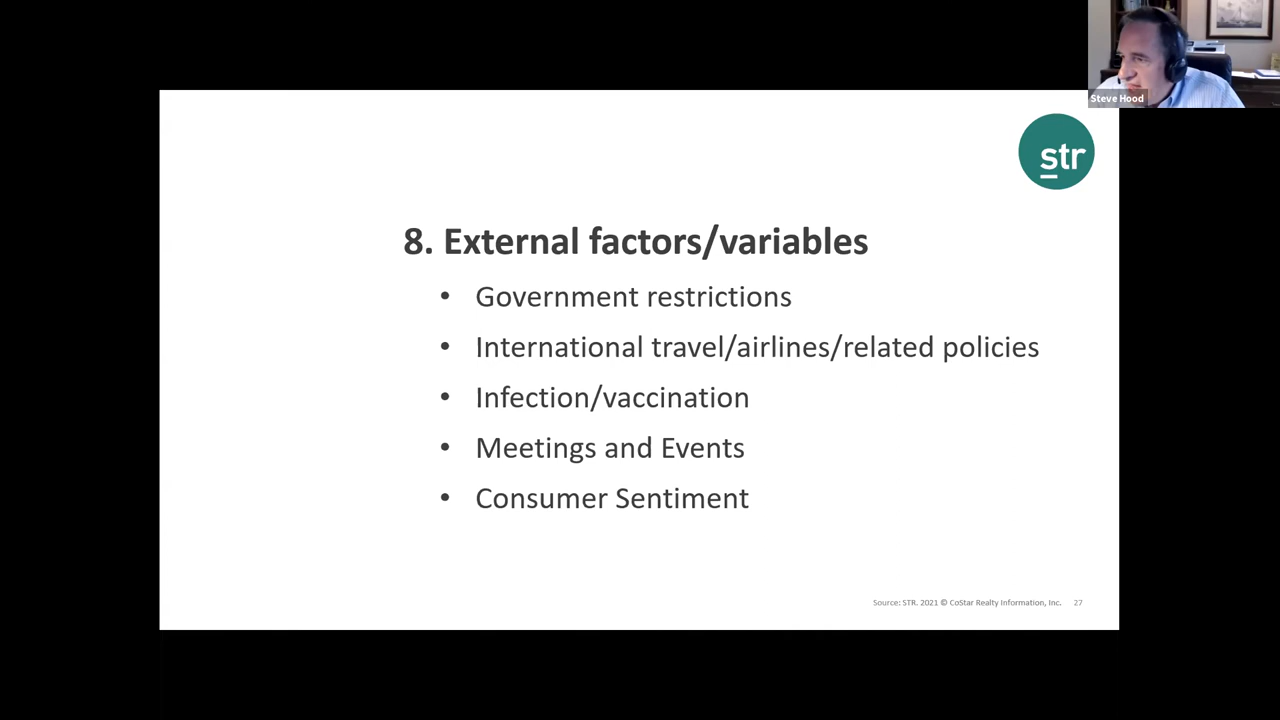 Steve Hood
str
8. External factors/variables
• Government restrictions
• International travel/airlines/related policies
• Infection/vaccination
• Meetings and Events
• Consumer Sentiment
Source: STR. 2021 © CoStar Realty Information, Inc. 27